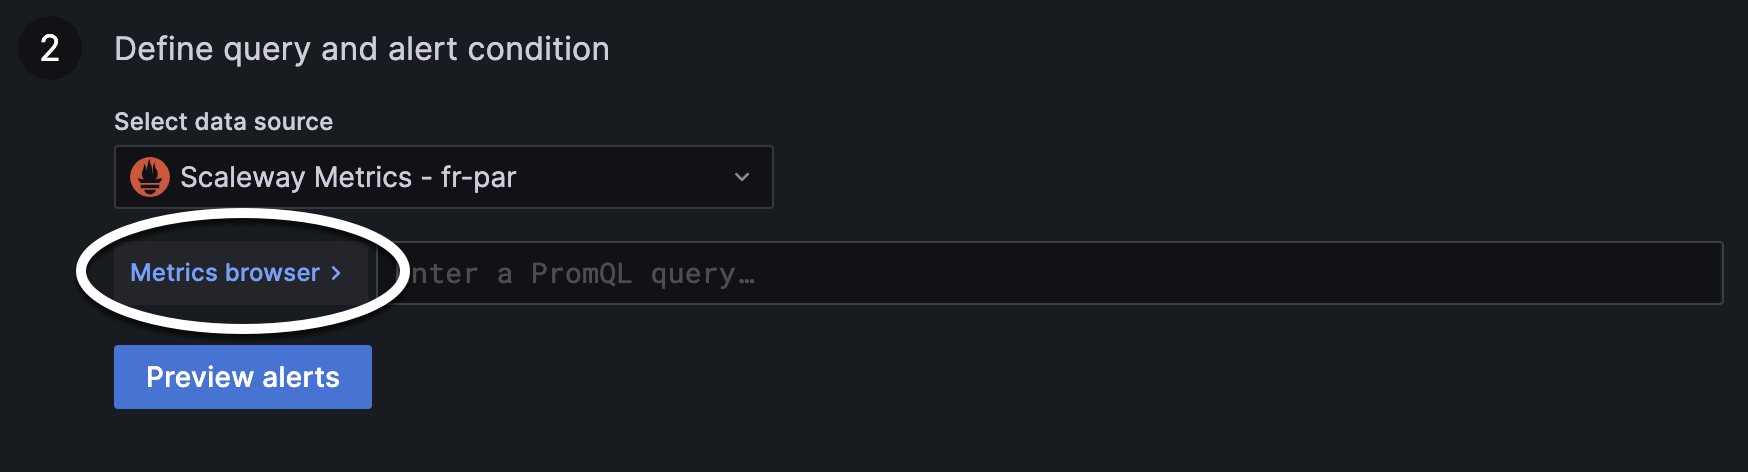 2
Define query and alert condition
Select data source
Scaleway Metrics - fr-par
Metrics browser >
nter a PromQL query…
Preview alerts